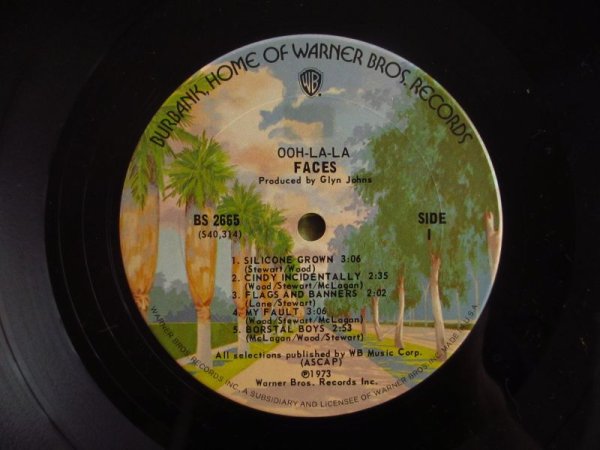 BURBANK, HOME OF WARNER BROS. RECORDS
WB
OOH-LA-LA
FACES
Produced by Glyn Johns
BS 2665
(S40,314)
SIDE
1
1. SILICONE GROWN 3:06
(Stewart/Wood)
2. CINDY INCIDENTALLY 2:35
(Wood/Stewart/McLagan)
3. FLAGS AND BANNERS 2:02
(Lane/Stewart)
4. MY FAULT 3:06
(Wood/Stewart/McLagan)
5. BORSTAL BOYS 2:53
(McLagan/Wood/Stewart)
All selections published by WB Music Corp.
(ASCAP)
℗1973
Warner Bros. Records Inc.
WARNER BROS. RECORDS INC. A SUBSIDIARY AND LICENSEE OF WARNER BROS. INC. MADE IN U.S.A.